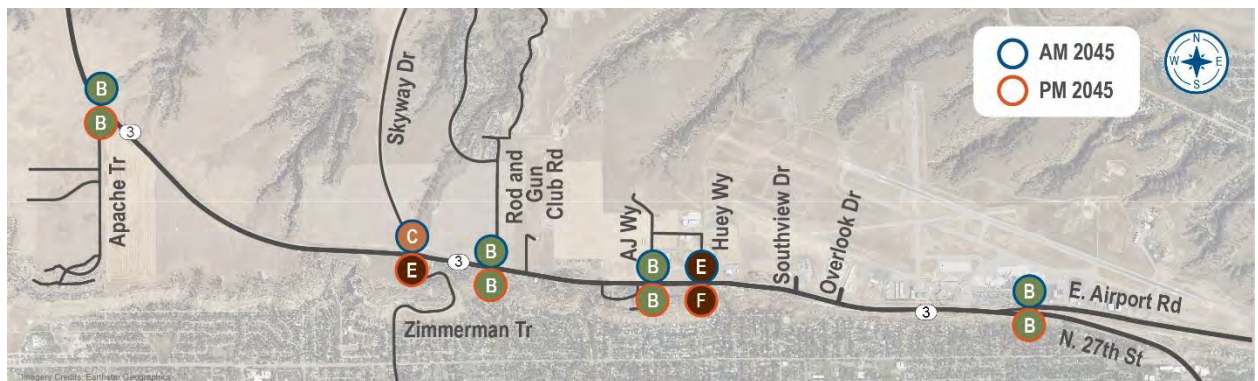 AM 2045
PM 2045
N
W E
S
B
B
3
Apache Tr
Skyway Dr
C
E
3
Zimmerman Tr
B
B
Rod and
Gun
Club Rd
AJ Wy
B
B
Huey Wy
E
F
Southview Dr
Overlook Dr
3
B
B
E. Airport Rd
N. 27th St
Imagery Credits: Earthstar Geographics